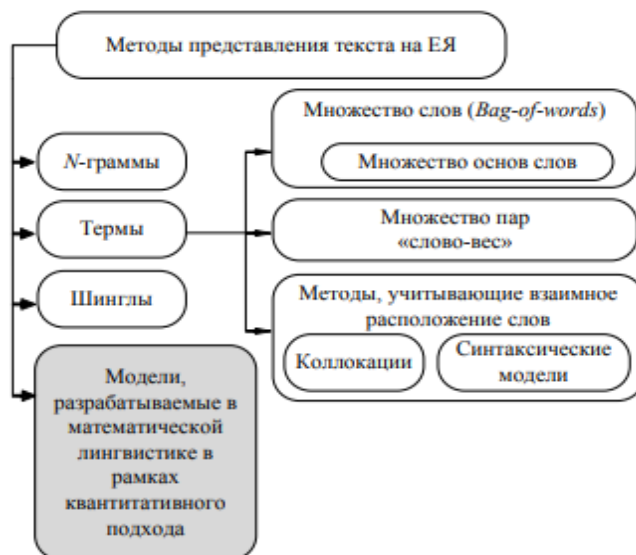 Методы представления текста на ЕЯ
N-граммы
Термы
Шинглы
Модели,
разрабатываемые в
математической
лингвистике в
рамках
квантитативного
подхода
Множество слов (Bag-of-words)
Множество основ слов
Множество пар
«слово-вес»
Методы, учитывающие взаимное
расположение слов
Коллокации
Синтаксические
модели